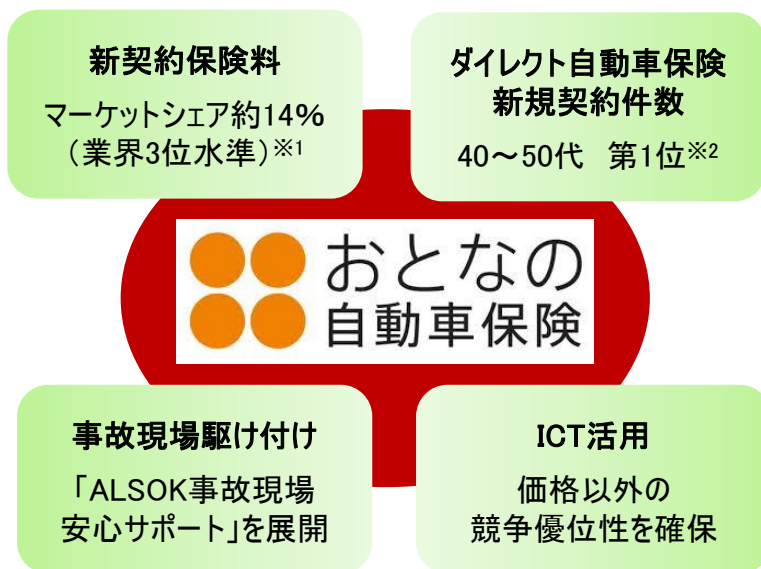 新契約保険料
マーケットシェア約14%
（業界3位水準）※1
ダイレクト自動車保険
新規契約件数
40～50代 第1位※2
おとなの
自動車保険
事故現場駆け付け
「ALSOK事故現場
安心サポート」を展開
ICT活用
価格以外の
競争優位性を確保